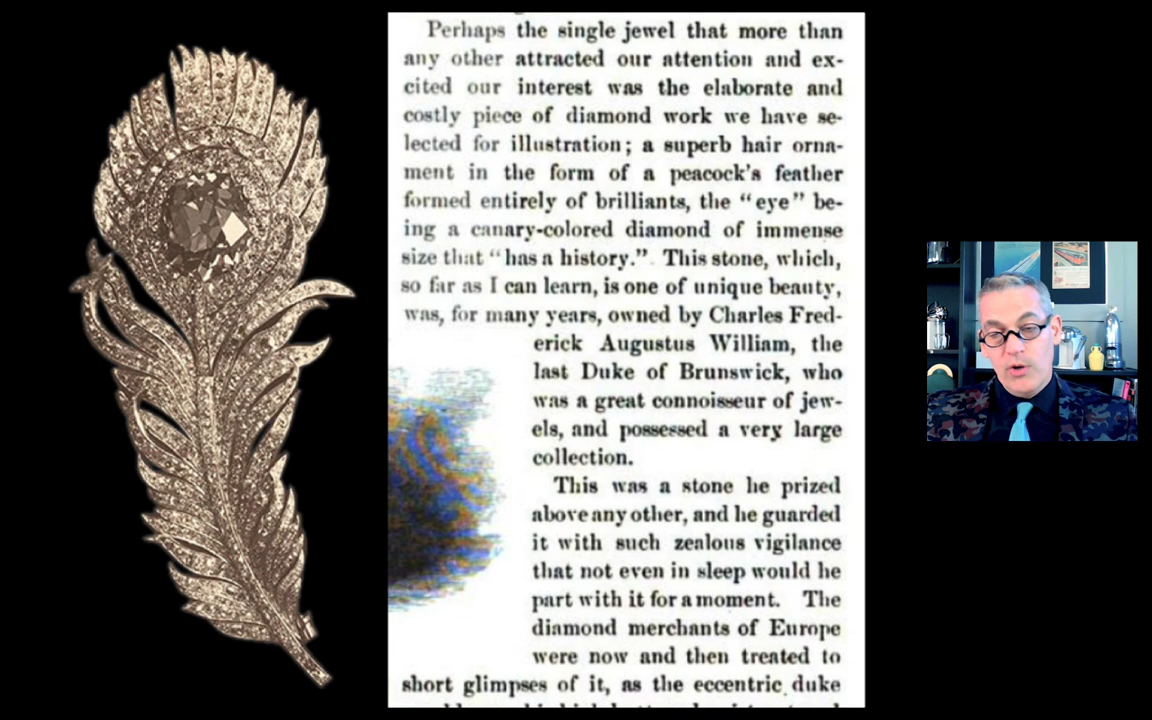 Perhaps the single jewel that more than
any other attracted our attention and ex-
cited our interest was the elaborate and
costly piece of diamond work we have se-
lected for illustration; a superb hair orna-
ment in the form of a peacock's feather
formed entirely of brilliants, the "eye" be-
ing a canary-colored diamond of immense
size that "has a history." This stone, which,
so far as I can learn, is one of unique beauty,
was, for many years, owned by Charles Fred-
erick Augustus William, the
last Duke of Brunswick, who
was a great connoisseur of jew-
els, and possessed a very large
collection.
This was a stone he prized
above any other, and he guarded
it with such zealous vigilance
that not even in sleep would he
part with it for a moment. The
diamond merchants of Europe
were now and then treated to
short glimpses of it, as the eccentric duke